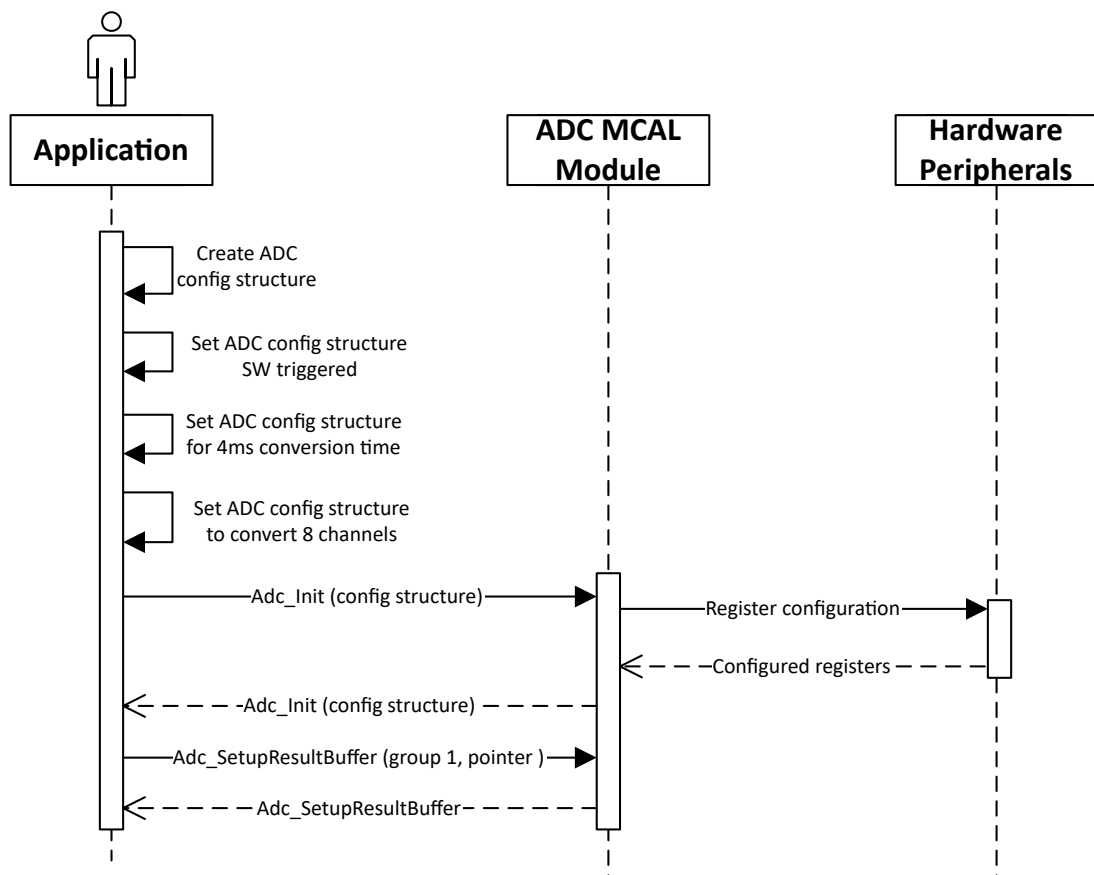 Application
ADC MCAL
Module
Hardware
Peripherals
Create ADC
config structure
Set ADC config structure
SW triggered
Set ADC config structure
for 4ms conversion time
Set ADC config structure
to convert 8 channels
Adc_Init (config structure)
Register configuration
Configured registers
Adc_Init (config structure)
Adc_SetupResultBuffer (group 1, pointer )
Adc_SetupResultBuffer